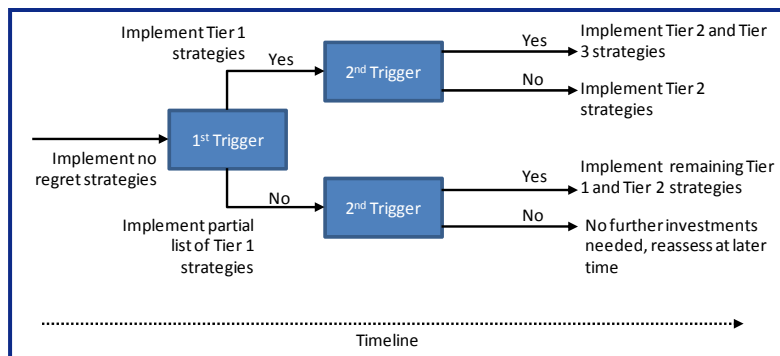 Implement Tier 1
strategies
Yes
2nd Trigger
Yes
Implement Tier 2 and Tier
3 strategies
No
Implement Tier 2
strategies
1st Trigger
Implement no
regret strategies
No
Implement partial
list of Tier 1
strategies
2nd Trigger
Yes
Implement remaining Tier
1 and Tier 2 strategies
No
No further investments
needed, reassess at later
time
Timeline